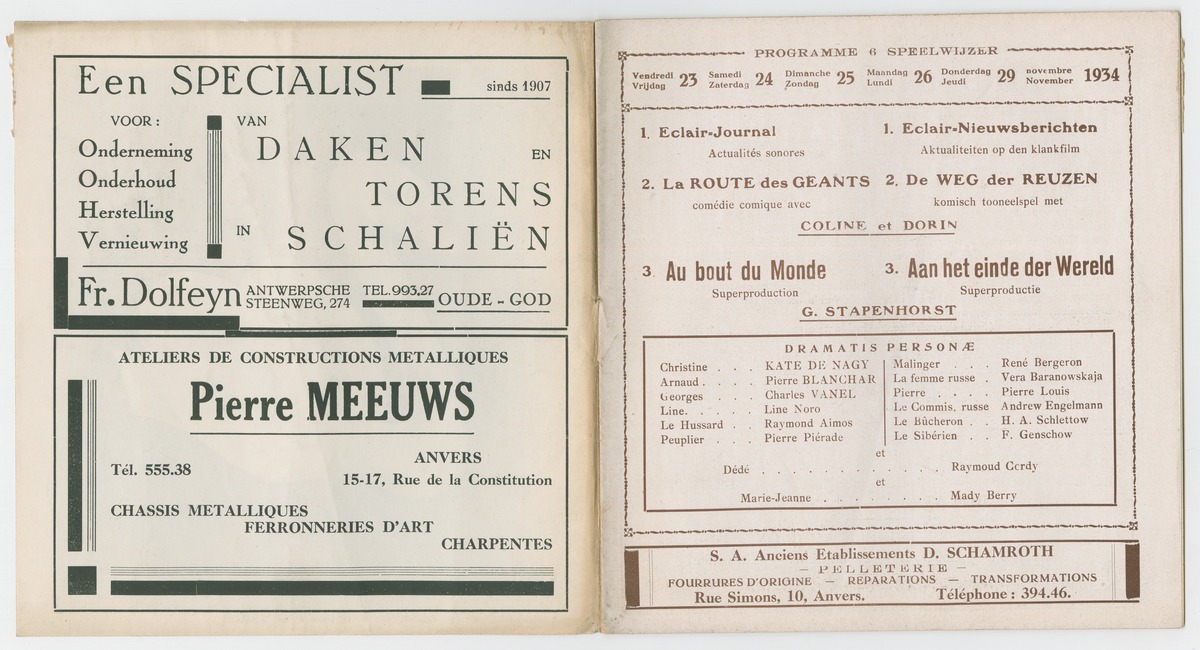 Een SPECIALIST sinds 1907
VOOR :
Onderneming
Onderhoud
Herstelling
Vernieuwing
VAN
DAKEN EN
TORENS
IN SCHALIËN
Fr. Dolfeyn ANTWERPSCHE STEENWEG, 274 TEL. 993.27 OUDE - GOD
ATELIERS DE CONSTRUCTIONS METALLIQUES
Pierre MEEUWS
Tél. 555.38
ANVERS
15-17, Rue de la Constitution
CHASSIS METALLIQUES
FERRONNERIES D'ART
CHARPENTES
PROGRAMME 6 SPEELWIJZER
Vendredi Vrijdag 23 Samedi Zaterdag 24 Dimanche Zondag 25 Maandag Lundi 26 Donderdag Jeudi 29 novembre November 1934
1. Eclair-Journal
Actualités sonores
1. Eclair-Nieuwsberichten
Aktualiteiten op den klankfilm
2. La ROUTE des GEANTS
comédie comique avec
2. De WEG der REUZEN
komisch tooneelspel met
COLINE et DORIN
3. Au bout du Monde
Superproduction
3. Aan het einde der Wereld
Superproductie
G. STAPENHORST
DRAMATIS PERSONÆ
Christine . . . KATE DE NAGY
Arnaud . . . . Pierre BLANCHAR
Georges . . . Charles VANEL
Line. . . . . Line Noro
Le Hussard . . Raymond Aimos
Peuplier . . . Pierre Piérade
Malinger . . . René Bergeron
La femme russe . Vera Baranowskaja
Pierre . . . . Pierre Louis
Le Commis. russe Andrew Engelmann
Le Bûcheron . . H. A. Schlettow
Le Sibérien . . F. Genschow
et
Dédé . . . . . . . . . . . . Raymoud Cordy
et
Marie-Jeanne . . . . . . . . Mady Berry
S. A. Anciens Etablissements D. SCHAMROTH
— PELLETERIE —
FOURRURES D'ORIGINE — REPARATIONS — TRANSFORMATIONS
Rue Simons, 10, Anvers. Téléphone : 394.46.